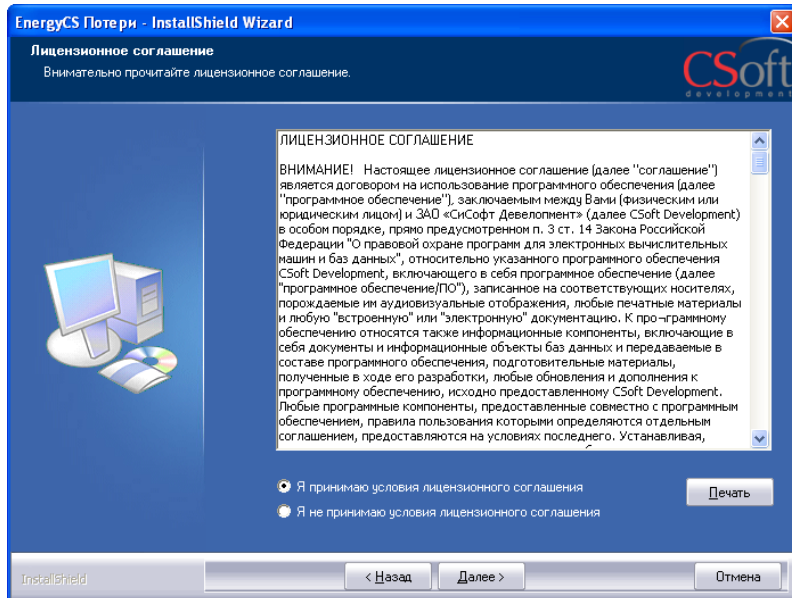 EnergyCS Потери - InstallShield Wizard
Лицензионное соглашение
Внимательно прочитайте лицензионное соглашение.
CSoft
development
ЛИЦЕНЗИОННОЕ СОГЛАШЕНИЕ
ВНИМАНИЕ! Настоящее лицензионное соглашение (далее "соглашение")
является договором на использование программного обеспечения (далее
"программное обеспечение"), заключаемым между Вами (физическим или
юридическим лицом) и ЗАО «СиСофт Девелопмент» (далее CSoft Development)
в особом порядке, прямо предусмотренном п. 3 ст. 14 Закона Российской
Федерации "О правовой охране программ для электронных вычислительных
машин и баз данных", относительно указанного программного обеспечения
CSoft Development, включающего в себя программное обеспечение (далее
"программное обеспечение/ПО"), записанное на соответствующих носителях,
порождаемые им аудиовизуальные отображения, любые печатные материалы
и любую "встроенную" или "электронную" документацию. К про¬граммному
обеспечению относятся также информационные компоненты, включающие в
себя документы и информационные объекты баз данных и передаваемые в
составе программного обеспечения, подготовительные материалы,
полученные в ходе его разработки, любые обновления и дополнения к
программному обеспечению, исходно предоставленному CSoft Development.
Любые программные компоненты, предоставленные совместно с программным
обеспечением, правила пользования которыми определяются отдельным
соглашением, предоставляются на условиях последнего. Устанавливая,
Я принимаю условия лицензионного соглашения
Печать
Я не принимаю условия лицензионного соглашения
InstallShield
< Назад
Далее >
Отмена